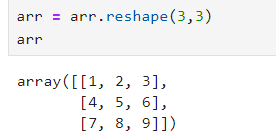 arr = arr.reshape(3,3)
arr
array([[1, 2, 3],
       [4, 5, 6],
       [7, 8, 9]])